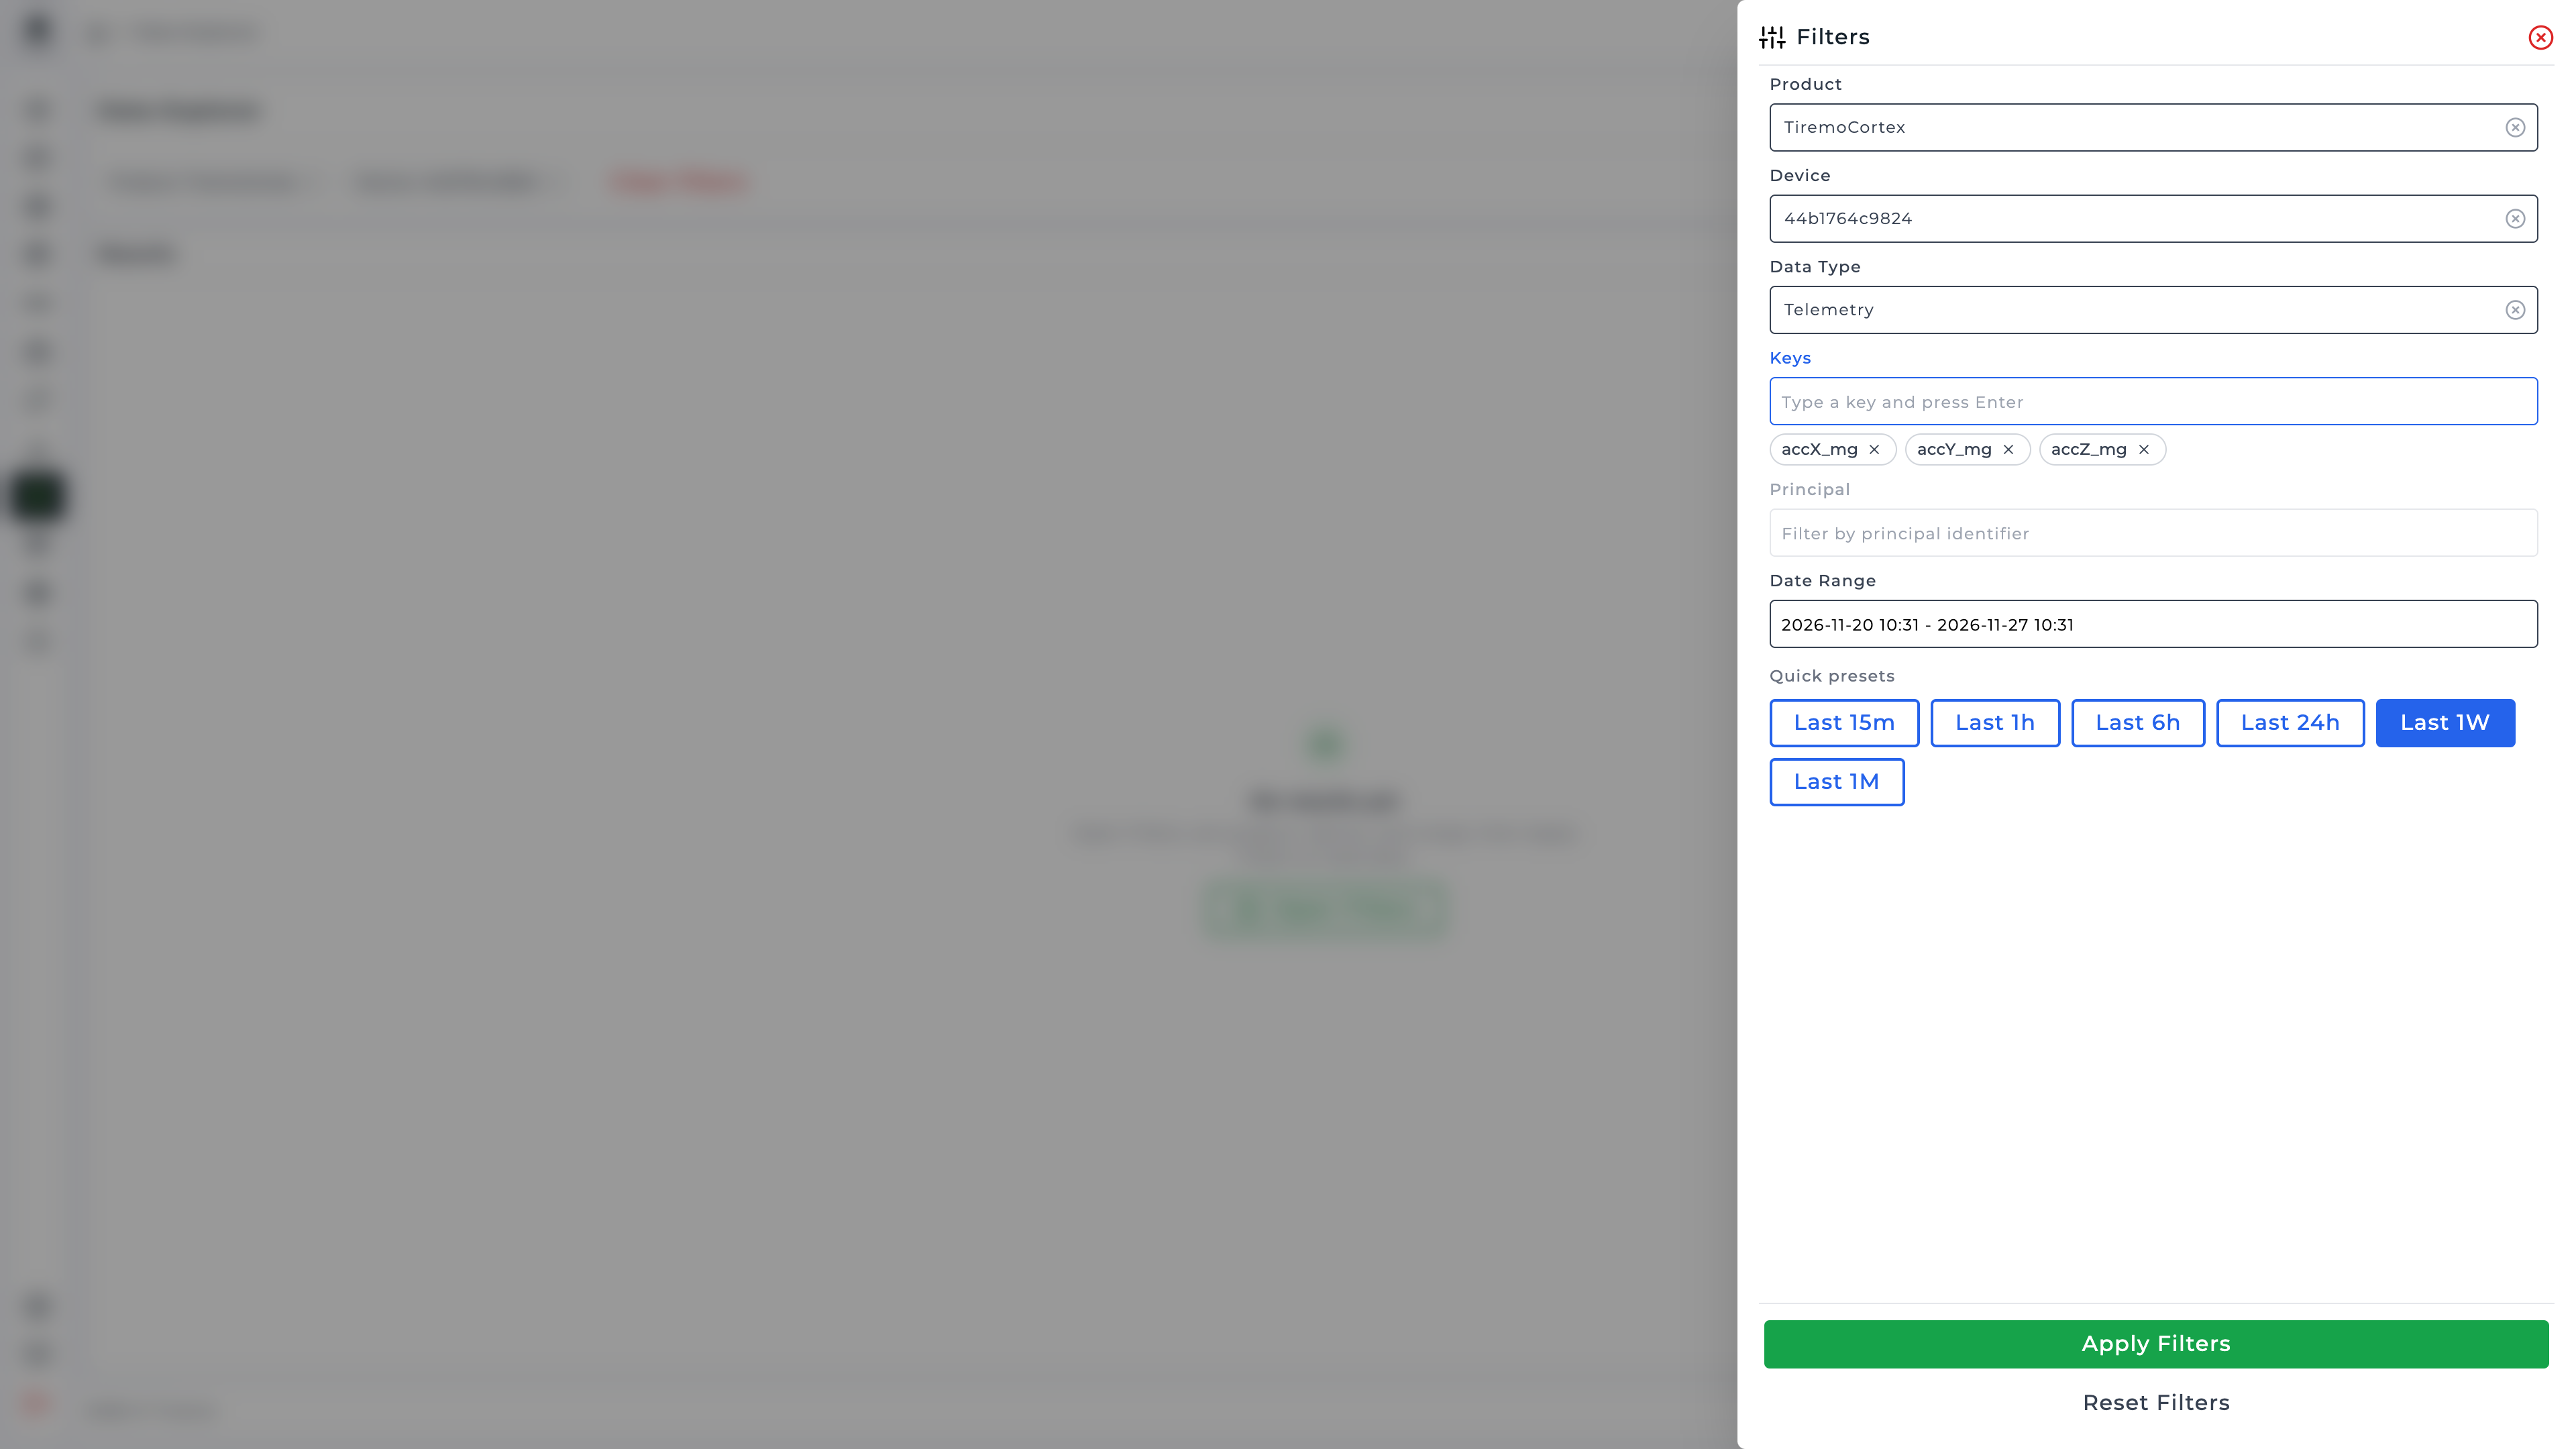 Filters
Product
TiremoCortex
Device
44b1764c9824
Data Type
Telemetry
Keys
Type a key and press Enter
accX_mg accY_mg accZ_mg
Principal
Filter by principal identifier
Date Range
2026-11-20 10:31 - 2026-11-27 10:31
Quick presets
Last 15m Last 1h Last 6h Last 24h Last 1W
Last 1M
Apply Filters
Reset Filters